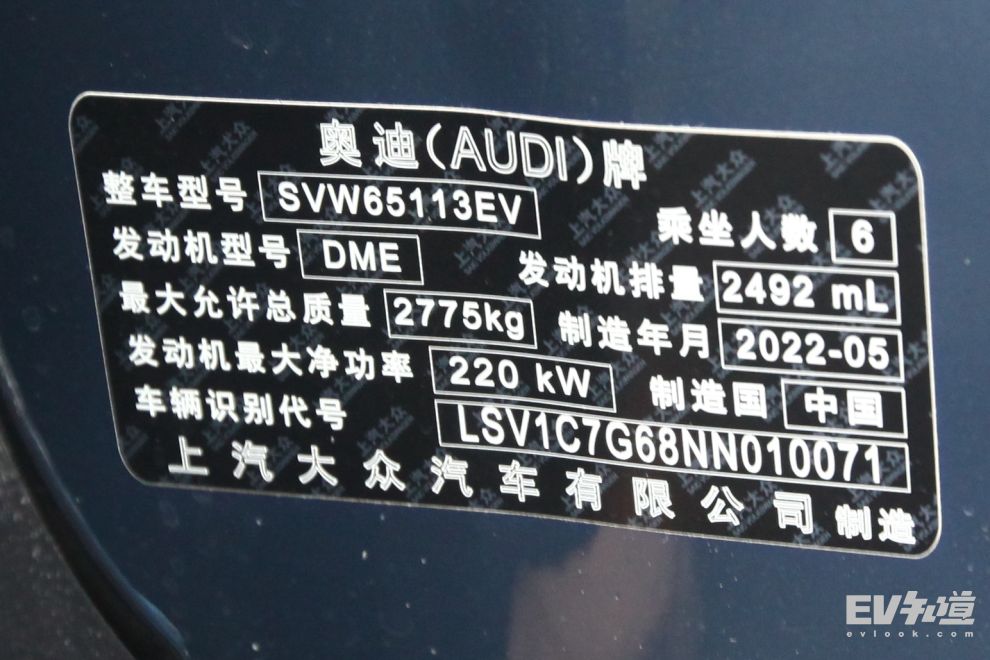 奥迪(AUDI)牌
整车型号 SVW65113EV 乘坐人数 6
发动机型号 DME 发动机排量 2492 mL
最大允许总质量 2775kg 制造年月 2022-05
发动机最大净功率 220 kW 制造国 中国
车辆识别代号 LSV1C7G68NN010071
上汽大众汽车有限公司 制造
EV知道
evlook.com